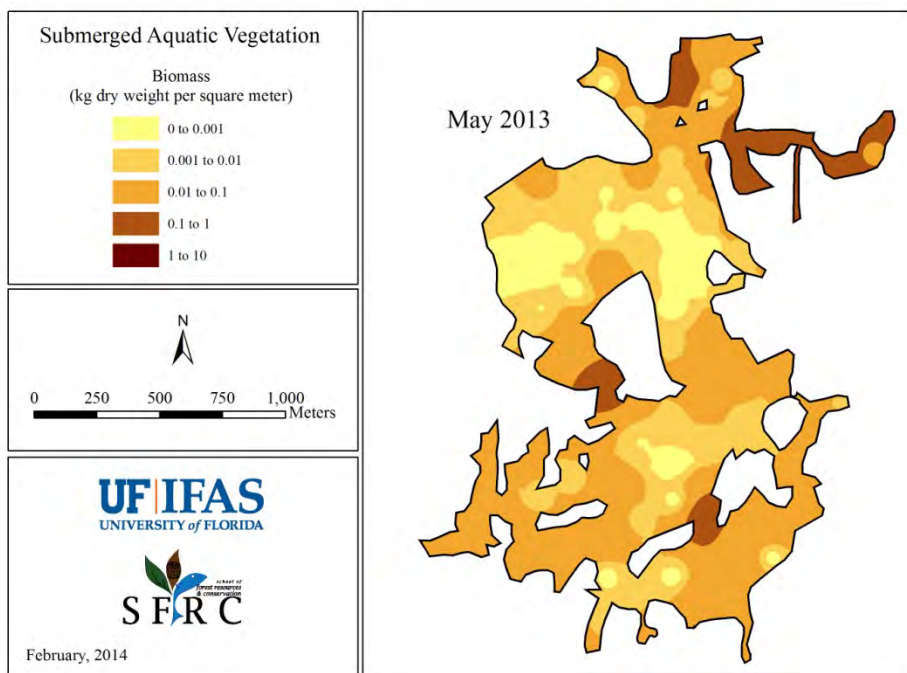 Submerged Aquatic Vegetation
Biomass
(kg dry weight per square meter)
0 to 0.001
0.001 to 0.01
0.01 to 0.1
0.1 to 1
1 to 10
N
0 250 500 750 1,000
Meters
UF|IFAS
UNIVERSITY of FLORIDA
school of
forest resources
& conservation
SFRC
February, 2014
May 2013